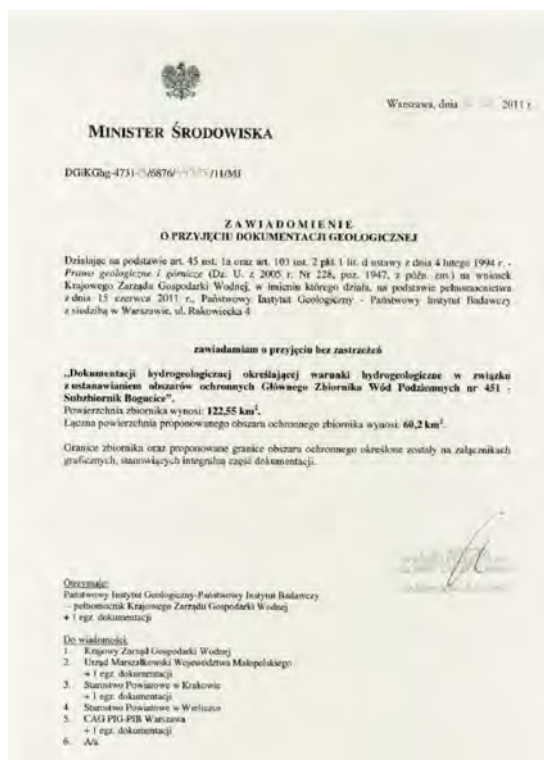 Warszawa, dnia 2011 r.
MINISTER ŚRODOWISKA
DGiKGhg-4731- /6876/ /11/MJ
ZAWIADOMIENIE
O PRZYJĘCIU DOKUMENTACJI GEOLOGICZNEJ
Działając na podstawie art. 45 ust. 1a oraz art. 103 ust. 2 pkt 1 lit. d ustawy z dnia 4 lutego 1994 r. -
Prawo geologiczne i górnicze (Dz. U. z 2005 r. Nr 228, poz. 1947, z późn. zm.) na wniosek
Krajowego Zarządu Gospodarki Wodnej, w imieniu którego działa, na podstawie pełnomocnictwa
z dnia 15 czerwca 2011 r., Państwowy Instytut Geologiczny - Państwowy Instytut Badawczy
z siedzibą w Warszawie, ul. Rakowiecka 4
zawiadamiam o przyjęciu bez zastrzeżeń
„Dokumentacji hydrogeologicznej określającej warunki hydrogeologiczne w związku
z ustanawianiem obszarów ochronnych Głównego Zbiornika Wód Podziemnych nr 451 -
Subzbiornik Bogucice".
Powierzchnia zbiornika wynosi: 122,55 km².
Łączna powierzchnia proponowanego obszaru ochronnego zbiornika wynosi: 60,2 km².
Granice zbiornika oraz proponowane granice obszaru ochronnego określone zostały na załącznikach
graficznych, stanowiących integralną część dokumentacji.
Otrzymuje:
Państwowy Instytut Geologiczny-Państwowy Instytut Badawczy
– pełnomocnik Krajowego Zarządu Gospodarki Wodnej
+ 1 egz. dokumentacji
Do wiadomości:
1. Krajowy Zarząd Gospodarki Wodnej
2. Urząd Marszałkowski Województwa Małopolskiego
+ 1 egz. dokumentacji
3. Starostwo Powiatowe w Krakowie
+ 1 egz. dokumentacji
4. Starostwo Powiatowe w Wieliczce
5. CAG PIG-PIB Warszawa
+ 1 egz. dokumentacji
6. A/a